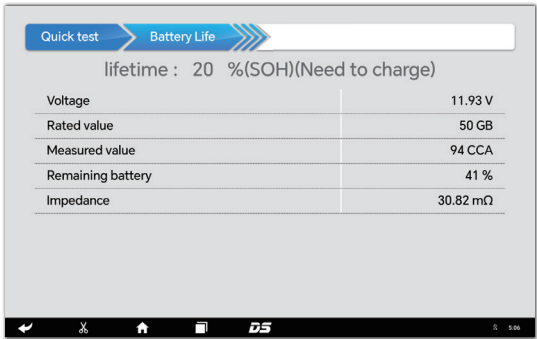 Quick test Battery Life
lifetime : 20 %(SOH)(Need to charge)
Voltage 11.93 V
Rated value 50 GB
Measured value 94 CCA
Remaining battery 41 %
Impedance 30.82 mΩ
DS 5:06